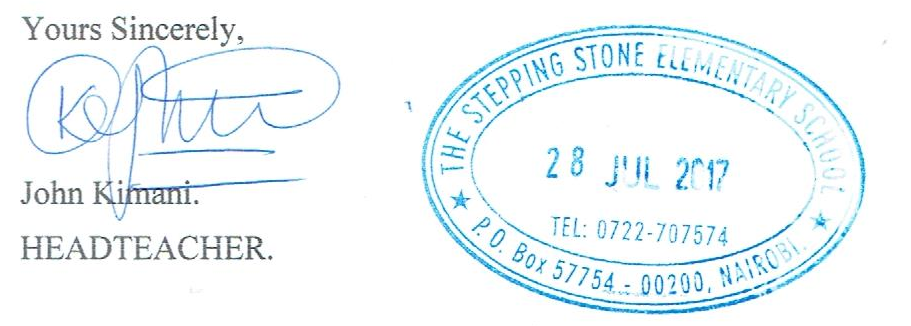 Yours Sincerely,
John Kimani.
HEADTEACHER.
THE STEPPING STONE ELEMENTARY SCHOOL
28 JUL 2017
TEL: 0722-707574
★ P.O. Box 57754 - 00200, NAIROBI. ★